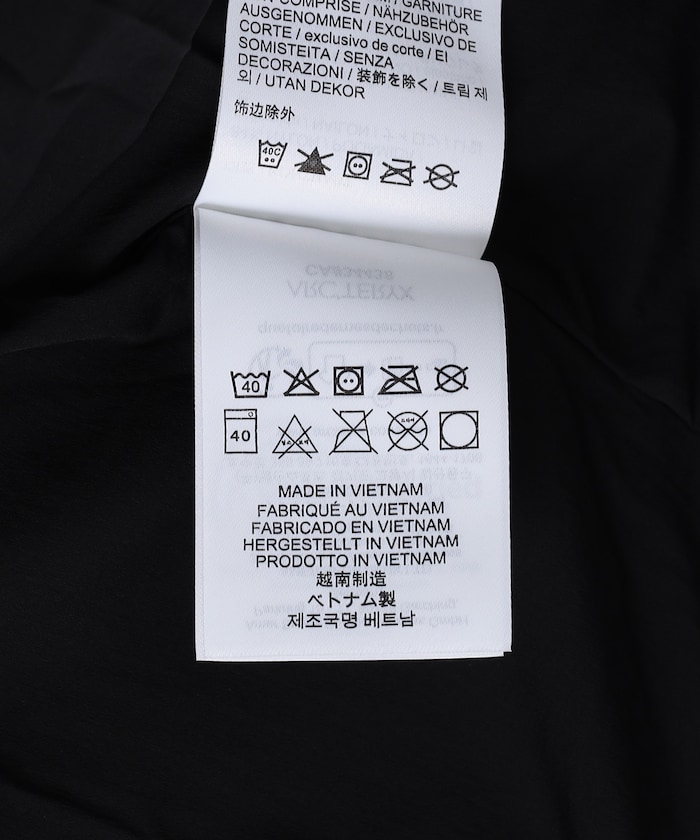 AUSGENOMMEN / EXCLUSIVO DE
CORTE / exclusivo de corte / EI
SOMISTEITA / SENZA
DECORAZIONI / 装飾を除く / 트림 제
외 / UTAN DEKOR
饰边除外
40C
40
40
MADE IN VIETNAM
FABRIQUÉ AU VIETNAM
FABRICADO EN VIETNAM
HERGESTELLT IN VIETNAM
PRODOTTO IN VIETNAM
越南制造
ベトナム製
제조국명 베트남